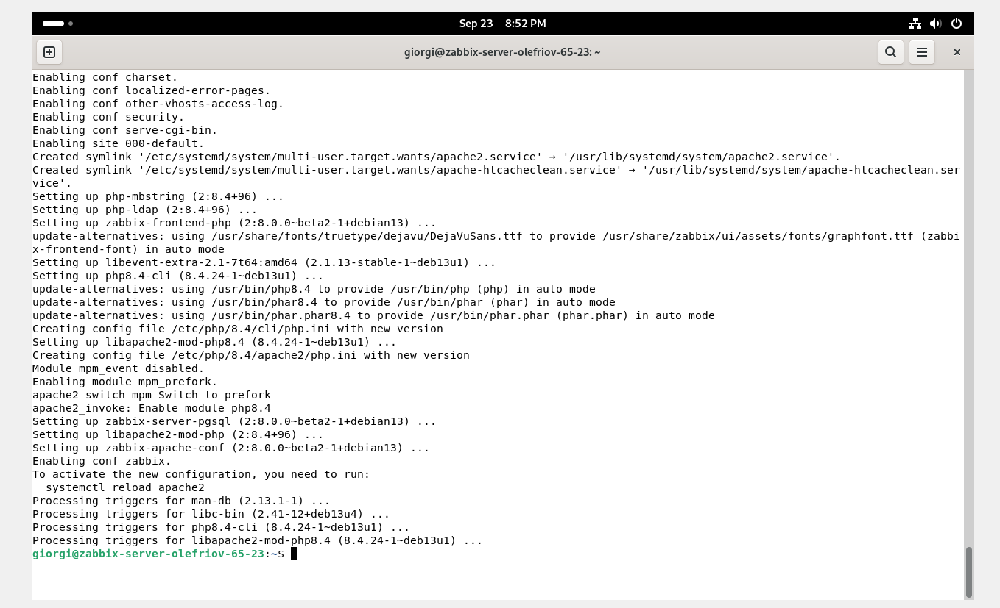 Sep 23 8:52 PM
giorgi@zabbix-server-olefriov-65-23: ~
Enabling conf charset.
Enabling conf localized-error-pages.
Enabling conf other-vhosts-access-log.
Enabling conf security.
Enabling conf serve-cgi-bin.
Enabling site 000-default.
Created symlink '/etc/systemd/system/multi-user.target.wants/apache2.service' → '/usr/lib/systemd/system/apache2.service'.
Created symlink '/etc/systemd/system/multi-user.target.wants/apache-htcacheclean.service' → '/usr/lib/systemd/system/apache-htcacheclean.ser
vice'.
Setting up php-mbstring (2:8.4+96) ...
Setting up php-ldap (2:8.4+96) ...
Setting up zabbix-frontend-php (2:8.0.0~beta2-1+debian13) ...
update-alternatives: using /usr/share/fonts/truetype/dejavu/DejaVuSans.ttf to provide /usr/share/zabbix/ui/assets/fonts/graphfont.ttf (zabbi
x-frontend-font) in auto mode
Setting up libevent-extra-2.1-7t64:amd64 (2.1.13-stable-1~deb13u1) ...
Setting up php8.4-cli (8.4.24-1~deb13u1) ...
update-alternatives: using /usr/bin/php8.4 to provide /usr/bin/php (php) in auto mode
update-alternatives: using /usr/bin/phar8.4 to provide /usr/bin/phar (phar) in auto mode
update-alternatives: using /usr/bin/phar.phar8.4 to provide /usr/bin/phar.phar (phar.phar) in auto mode
Creating config file /etc/php/8.4/cli/php.ini with new version
Setting up libapache2-mod-php8.4 (8.4.24-1~deb13u1) ...
Creating config file /etc/php/8.4/apache2/php.ini with new version
Module mpm_event disabled.
Enabling module mpm_prefork.
apache2_switch_mpm Switch to prefork
apache2_invoke: Enable module php8.4
Setting up zabbix-server-pgsql (2:8.0.0~beta2-1+debian13) ...
Setting up libapache2-mod-php (2:8.4+96) ...
Setting up zabbix-apache-conf (2:8.0.0~beta2-1+debian13) ...
Enabling conf zabbix.
To activate the new configuration, you need to run:
  systemctl reload apache2
Processing triggers for man-db (2.13.1-1) ...
Processing triggers for libc-bin (2.41-12+deb13u4) ...
Processing triggers for php8.4-cli (8.4.24-1~deb13u1) ...
Processing triggers for libapache2-mod-php8.4 (8.4.24-1~deb13u1) ...
giorgi@zabbix-server-olefriov-65-23:~$